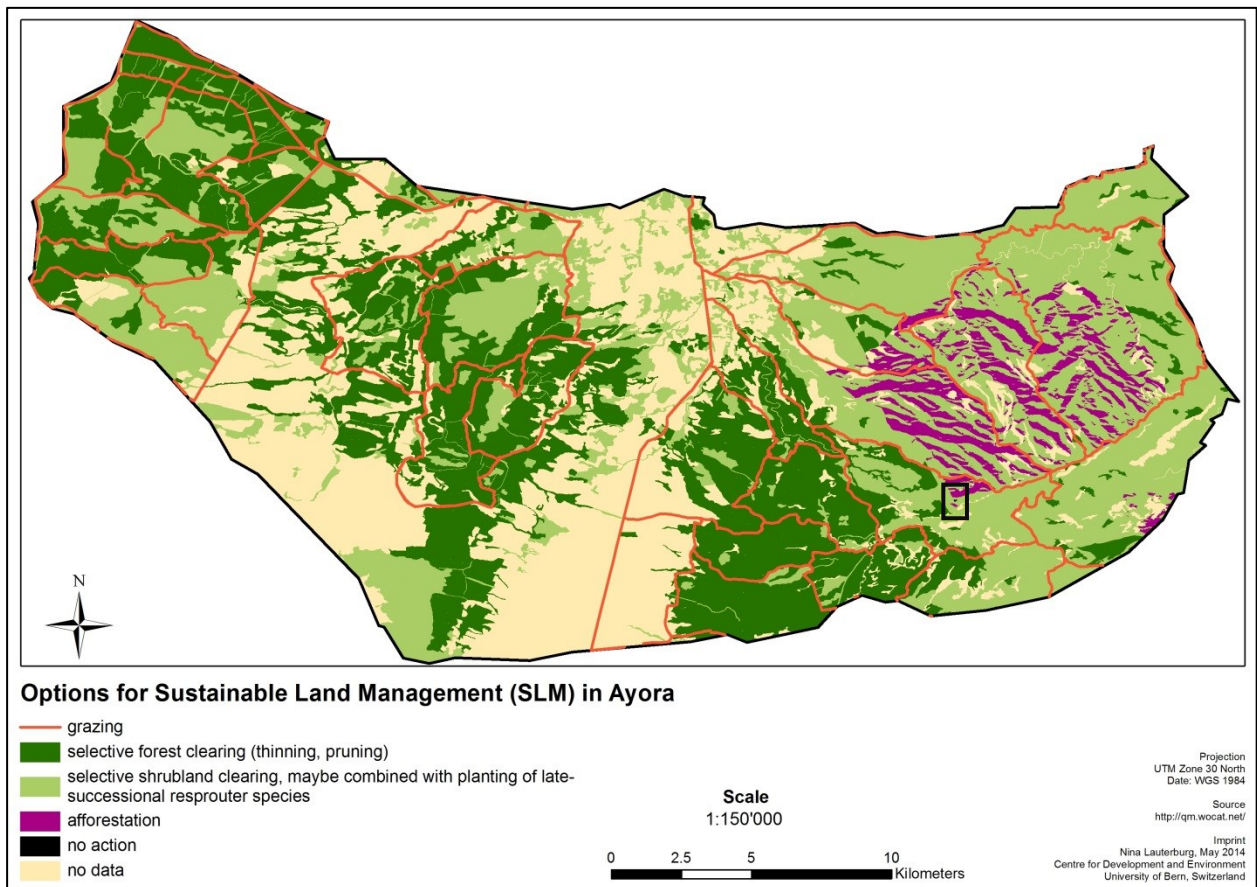 N
Options for Sustainable Land Management (SLM) in Ayora
grazing
selective forest clearing (thinning, pruning)
selective shrubland clearing, maybe combined with planting of late-
successional resprouter species
afforestation
no action
no data
Scale
1:150'000
0 2.5 5 10
Kilometers
Projection
UTM Zone 30 North
Date: WGS 1984
Source
http://qm.wocat.net/
Imprint
Nina Lauterburg, May 2014
Centre for Development and Environment
University of Bern, Switzerland